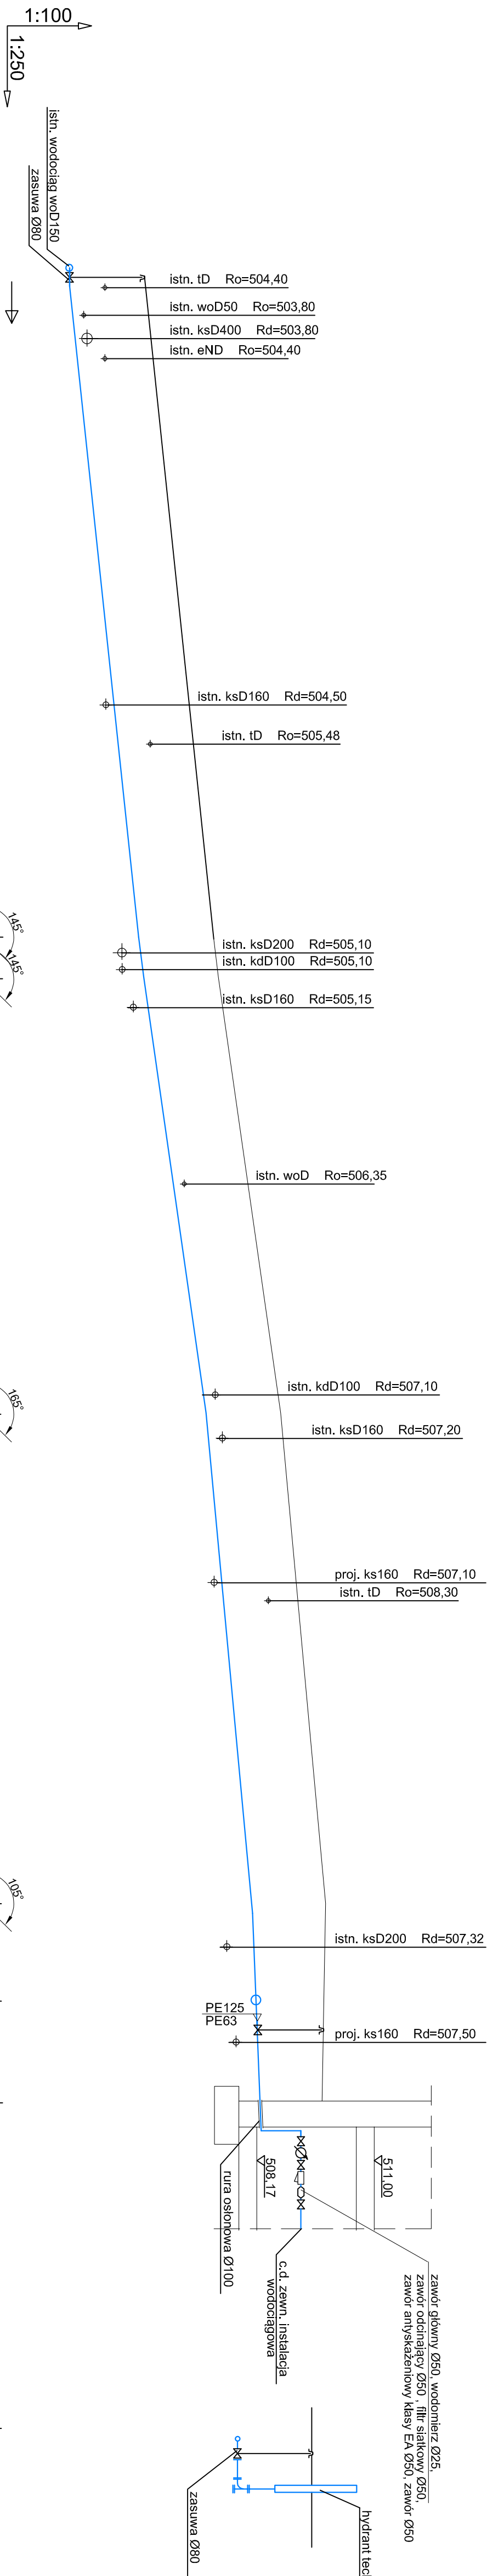 1:100
1:250
istn. wodociąg woD150
zasuwa Ø80
istn. tD Ro=504,40
istn. woD50 Ro=503,80
istn. ksD400 Rd=503,80
istn. eND Ro=504,40
istn. ksD160 Rd=504,50
istn. tD Ro=505,48
145°
145°
istn. ksD200 Rd=505,10
istn. kdD100 Rd=505,10
istn. ksD160 Rd=505,15
istn. woD Ro=506,35
165°
istn. kdD100 Rd=507,10
istn. ksD160 Rd=507,20
proj. ks160 Rd=507,10
istn. tD Ro=508,30
105°
istn. ksD200 Rd=507,32
PE125
PE63
proj. ks160 Rd=507,50
508,17
511,00
rura osłonowa Ø100
c.d. zewn. instalacja
wodociągowa
zawór główny Ø50, wodomierz Ø25,
zawór odcinający Ø50 , filtr siatkowy Ø50,
zawór antyskażeniowy klasy EA Ø50, zawór Ø50
zasuwa Ø80
hydrant